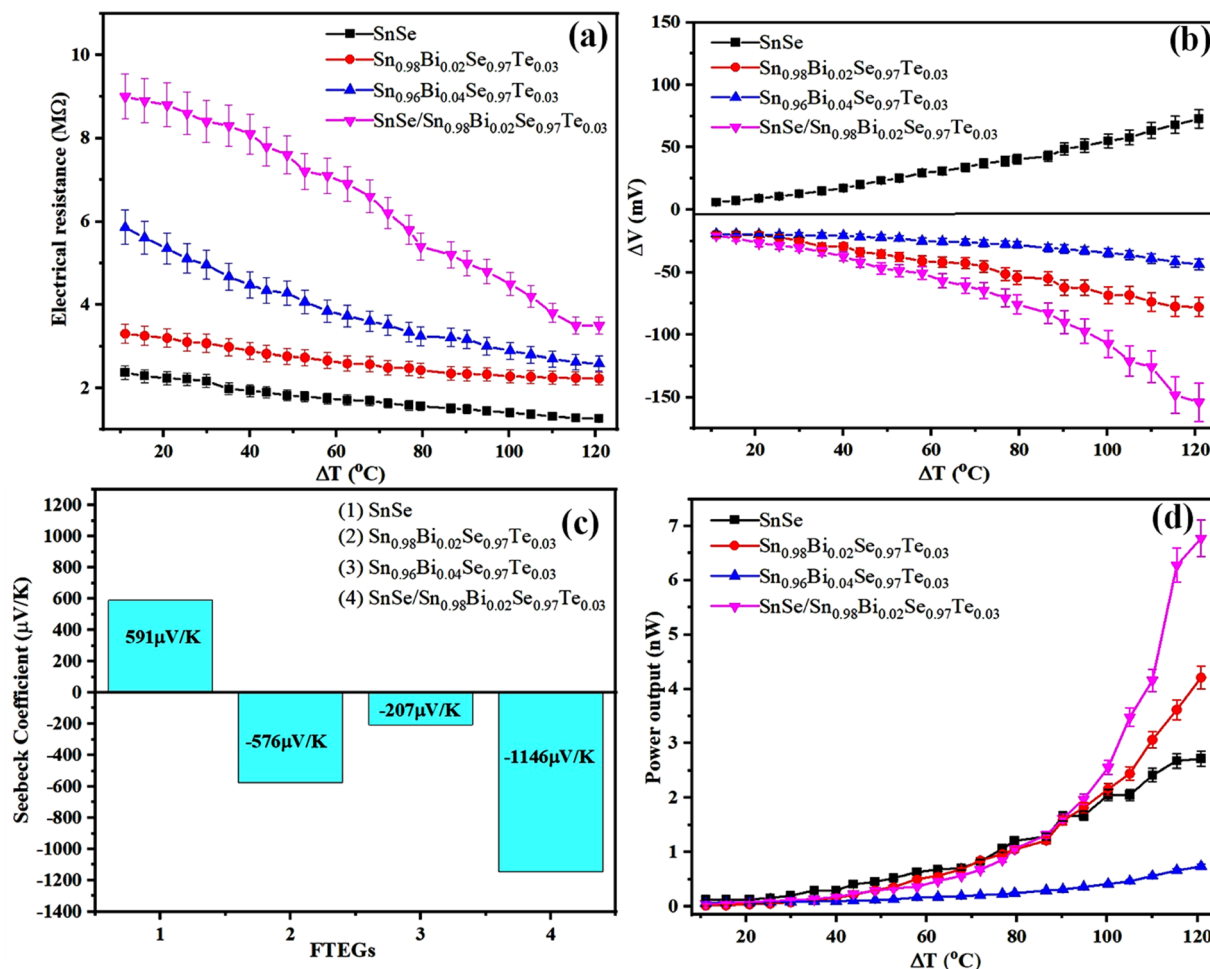 (a)
SnSe
Sn0.98Bi0.02Se0.97Te0.03
Sn0.96Bi0.04Se0.97Te0.03
SnSe/Sn0.98Bi0.02Se0.97Te0.03
Electrical resistance (MΩ)
10
8
6
4
2
20 40 60 80 100 120
ΔT (°C)
(b)
SnSe
Sn0.98Bi0.02Se0.97Te0.03
Sn0.96Bi0.04Se0.97Te0.03
SnSe/Sn0.98Bi0.02Se0.97Te0.03
ΔV (mV)
150
100
50
0
-50
-100
-150
20 40 60 80 100 120
ΔT (°C)
(c)
(1) SnSe
(2) Sn0.98Bi0.02Se0.97Te0.03
(3) Sn0.96Bi0.04Se0.97Te0.03
(4) SnSe/Sn0.98Bi0.02Se0.97Te0.03
Seebeck Coefficient (μV/K)
1200
1000
800
600
400
200
0
-200
-400
-600
-800
-1000
-1200
-1400
591μV/K
-576μV/K
-207μV/K
-1146μV/K
1 2 3 4
FTEGs
(d)
SnSe
Sn0.98Bi0.02Se0.97Te0.03
Sn0.96Bi0.04Se0.97Te0.03
SnSe/Sn0.98Bi0.02Se0.97Te0.03
Power output (nW)
7
6
5
4
3
2
1
0
20 40 60 80 100 120
ΔT (°C)